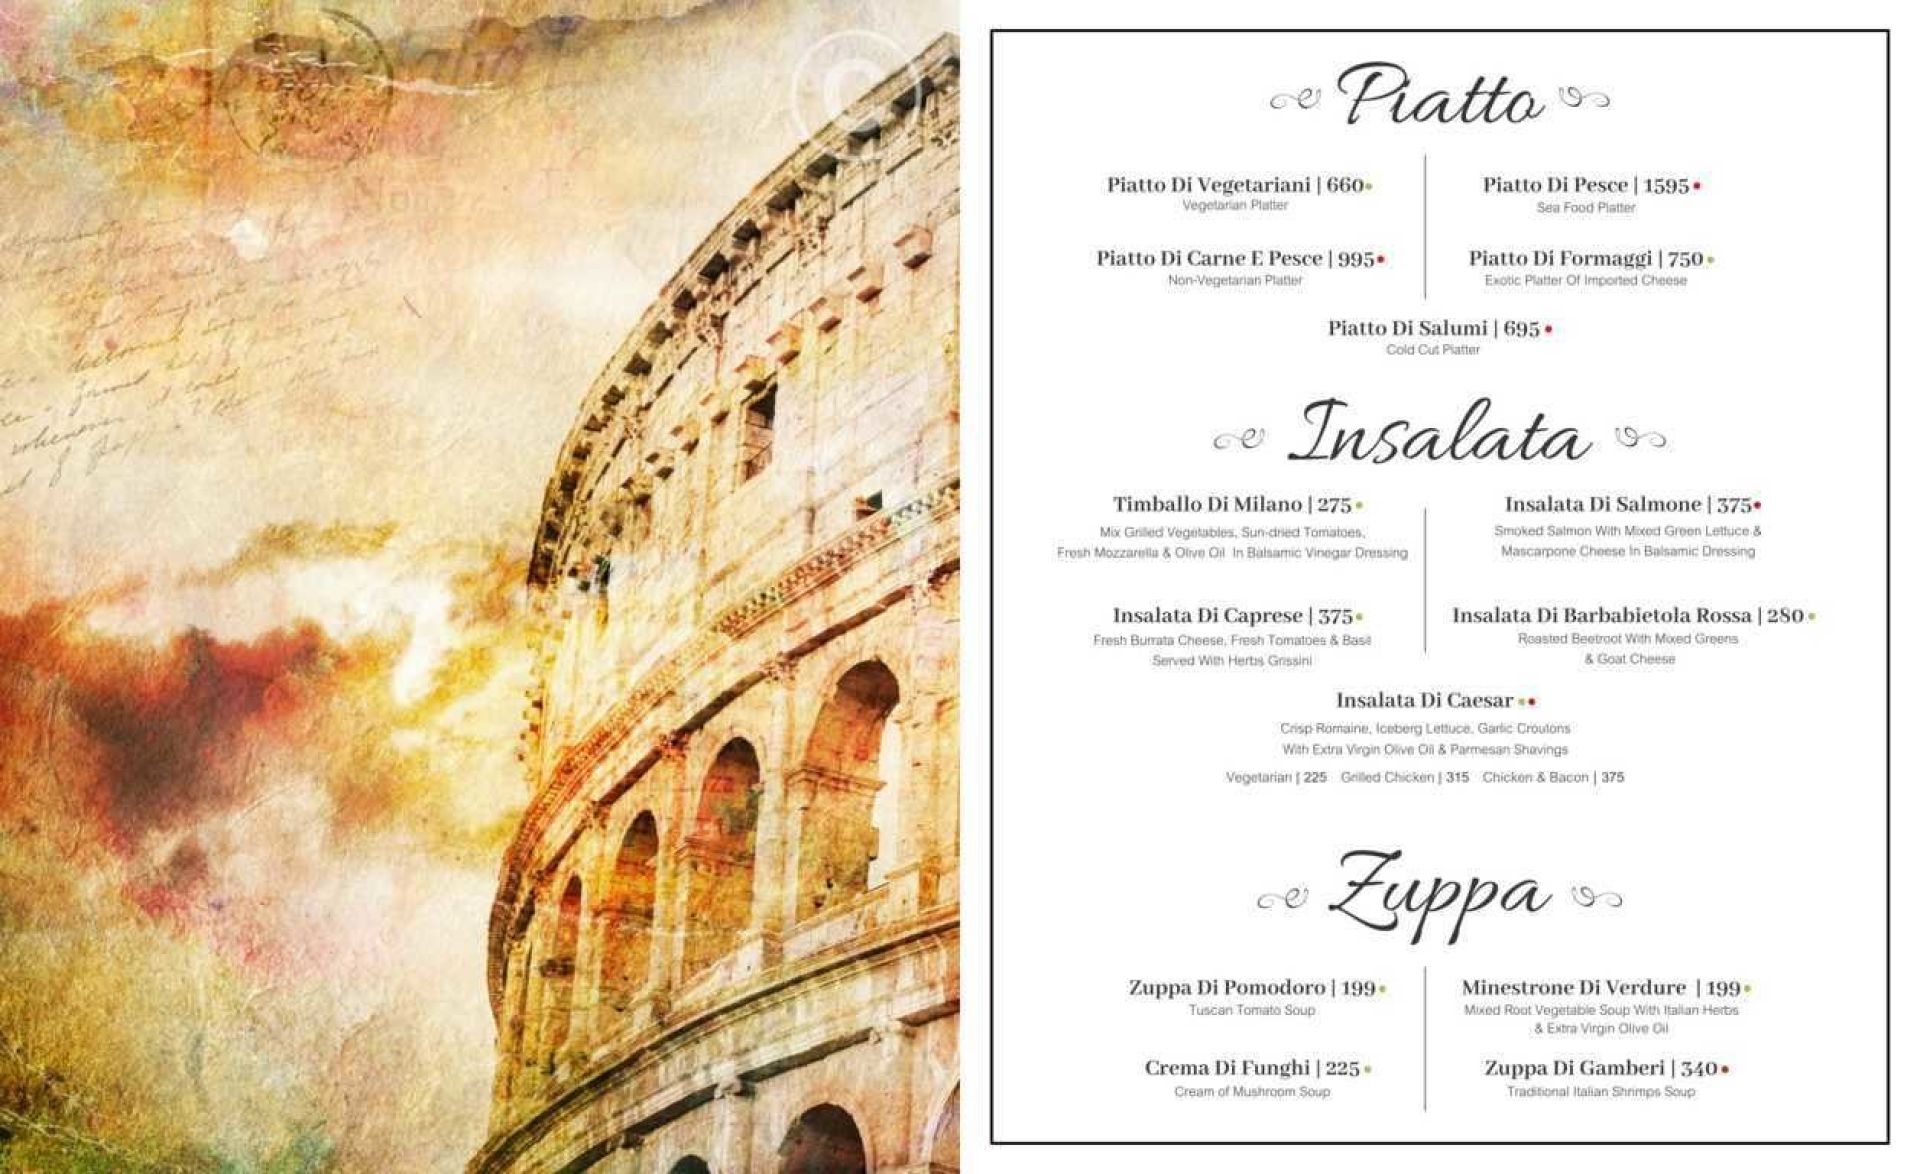 Piatto
Piatto Di Vegetariani | 660
Vegetarian Platter
Piatto Di Pesce | 1595
Sea Food Platter
Piatto Di Carne E Pesce | 995
Non-Vegetarian Platter
Piatto Di Formaggi | 750
Exotic Platter Of Imported Cheese
Piatto Di Salumi | 695
Cold Cut Platter
Insalata
Timballo Di Milano | 275
Mix Grilled Vegetables, Sun-dried Tomatoes,
Fresh Mozzarella & Olive Oil In Balsamic Vinegar Dressing
Insalata Di Salmone | 375
Smoked Salmon With Mixed Green Lettuce &
Mascarpone Cheese In Balsamic Dressing
Insalata Di Caprese | 375
Fresh Burrata Cheese, Fresh Tomatoes & Basil
Served With Herbs Grissini
Insalata Di Barbabietola Rossa | 280
Roasted Beetroot With Mixed Greens
& Goat Cheese
Insalata Di Caesar
Crisp Romaine, Iceberg Lettuce, Garlic Croutons
With Extra Virgin Olive Oil & Parmesan Shavings
Vegetarian | 225 Grilled Chicken | 315 Chicken & Bacon | 375
Zuppa
Zuppa Di Pomodoro | 199
Tuscan Tomato Soup
Minestrone Di Verdure | 199
Mixed Root Vegetable Soup With Italian Herbs
& Extra Virgin Olive Oil
Crema Di Funghi | 225
Cream of Mushroom Soup
Zuppa Di Gamberi | 340
Traditional Italian Shrimps Soup